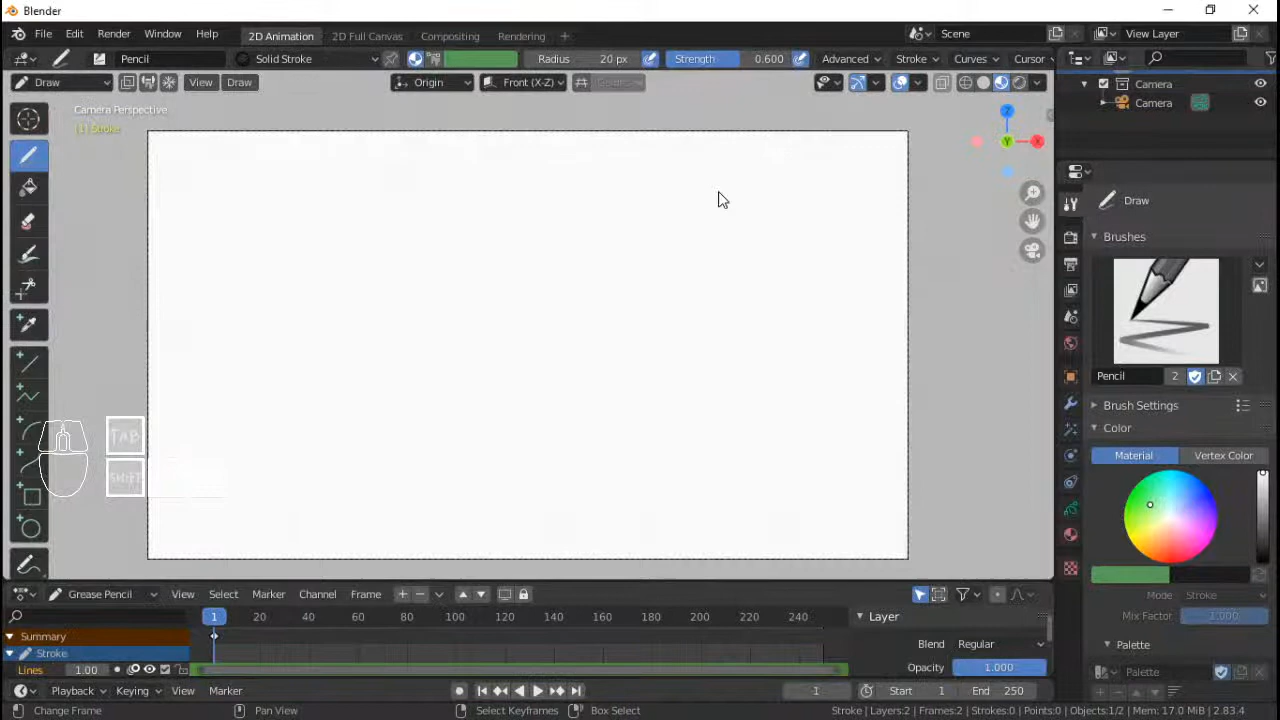 Blender
File Edit Render Window Help 2D Animation 2D Full Canvas Compositing Rendering Scene View Layer
Pencil Solid Stroke Radius 20 px Strength 0.600 Advanced Stroke Curves Cursor
Draw View Draw Origin Front (X-Z)
Camera
Camera
Camera Perspective
(1) Stroke
Z
Y X
Draw
Brushes
Pencil 2
Brush Settings
Color
Material Vertex Color
TAB
SHIFT
Mode Stroke
Mix Factor 1.000
Palette
Palette
Grease Pencil View Select Marker Channel Frame
1 20 40 60 80 100 120 140 160 180 200 220 240
Layer
Summary
Stroke
Lines 1.00
Blend Regular
Opacity 1.000
Playback Keying View Marker 1 Start 1 End 250
Change Frame Pan View Select Keyframes Box Select Stroke | Layers:2 | Frames:2 | Strokes:0 | Points:0 | Objects:1/2 | Mem: 17.0 MiB | 2.83.4